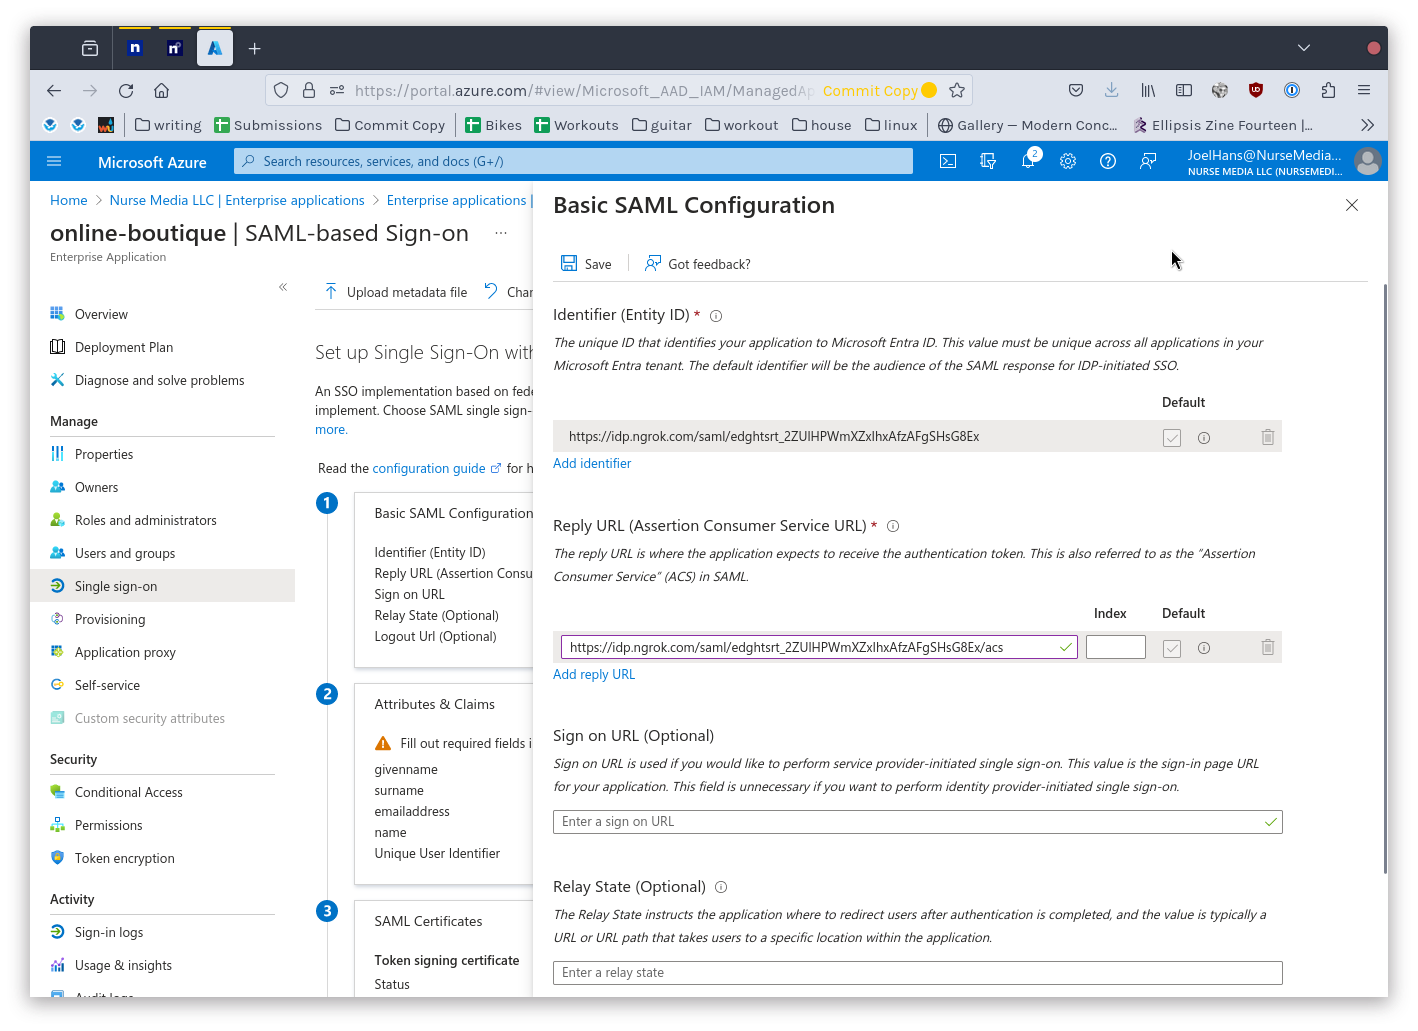 https://portal.azure.com/#view/Microsoft_AAD_IAM/ManagedAp Commit Copy
writing Submissions Commit Copy Bikes Workouts guitar workout house linux Gallery — Modern Conc... Ellipsis Zine Fourteen |...
Microsoft Azure
Search resources, services, and docs (G+/)
2
JoelHans@NurseMedia...
NURSE MEDIA LLC (NURSEMEDI...
Home > Nurse Media LLC | Enterprise applications > Enterprise applications |
online-boutique | SAML-based Sign-on ...
Enterprise Application
«
Overview
Deployment Plan
Diagnose and solve problems
Manage
Properties
Owners
Roles and administrators
Users and groups
Single sign-on
Provisioning
Application proxy
Self-service
Custom security attributes
Security
Conditional Access
Permissions
Token encryption
Activity
Sign-in logs
Usage & insights
Audit logs
Upload metadata file Chan
Set up Single Sign-On with
An SSO implementation based on fede
implement. Choose SAML single sign-
more.
Read the configuration guide for h
1
Basic SAML Configuration
Identifier (Entity ID)
Reply URL (Assertion Consu
Sign on URL
Relay State (Optional)
Logout Url (Optional)
2
Attributes & Claims
Fill out required fields i
givenname
surname
emailaddress
name
Unique User Identifier
3
SAML Certificates
Token signing certificate
Status
Basic SAML Configuration
Save Got feedback?
Identifier (Entity ID) *
The unique ID that identifies your application to Microsoft Entra ID. This value must be unique across all applications in your
Microsoft Entra tenant. The default identifier will be the audience of the SAML response for IDP-initiated SSO.
Default
https://idp.ngrok.com/saml/edghtsrt_2ZUlHPWmXZxIhxAfzAFgSHsG8Ex
Add identifier
Reply URL (Assertion Consumer Service URL) *
The reply URL is where the application expects to receive the authentication token. This is also referred to as the "Assertion
Consumer Service" (ACS) in SAML.
Index Default
https://idp.ngrok.com/saml/edghtsrt_2ZUlHPWmXZxIhxAfzAFgSHsG8Ex/acs
Add reply URL
Sign on URL (Optional)
Sign on URL is used if you would like to perform service provider-initiated single sign-on. This value is the sign-in page URL
for your application. This field is unnecessary if you want to perform identity provider-initiated single sign-on.
Enter a sign on URL
Relay State (Optional)
The Relay State instructs the application where to redirect users after authentication is completed, and the value is typically a
URL or URL path that takes users to a specific location within the application.
Enter a relay state